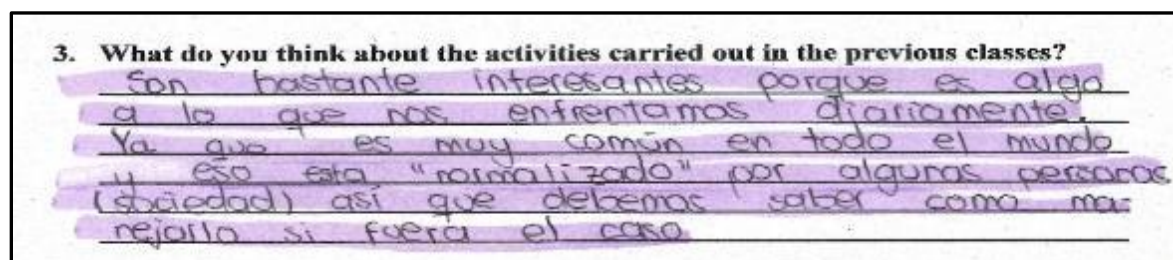 3. What do you think about the activities carried out in the previous classes?
Son bastante interesantes porque es algo
a lo que nos enfrentamos diariamente.
Ya que es muy común en todo el mundo
y eso esta "normalizado" por algunas personas
(sociedad) así que debemos saber como ma-
nejarlo si fuera el caso.